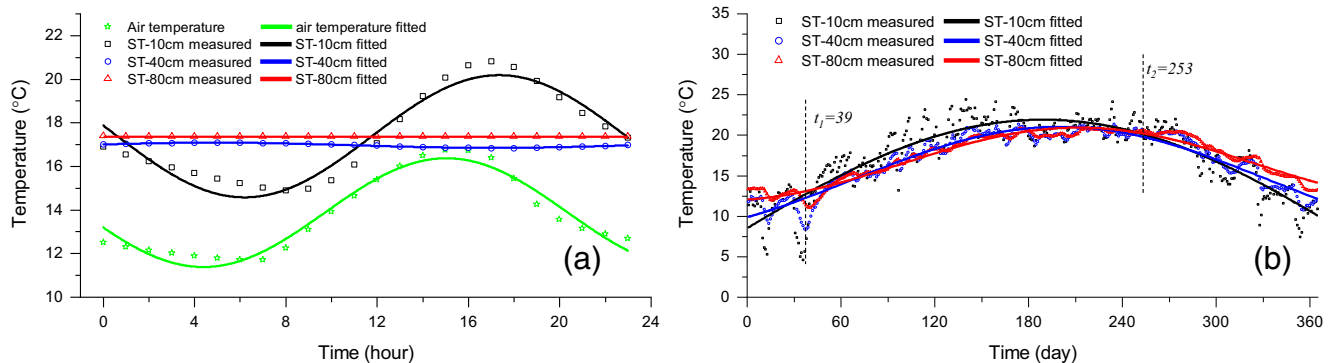 Air temperature
air temperature fitted
ST-10cm measured
ST-10cm fitted
ST-40cm measured
ST-40cm fitted
ST-80cm measured
ST-80cm fitted
23
22
20
18
16
14
12
10
0
4
8
12
16
20
24
Temperature (°C)
Time (hour)
(a)
ST-10cm measured
ST-10cm fitted
ST-40cm measured
ST-40cm fitted
ST-80cm measured
ST-80cm fitted
t1=39
t2=253
35
30
25
20
15
10
5
0
0
60
120
180
240
300
360
Temperature (°C)
Time (day)
(b)